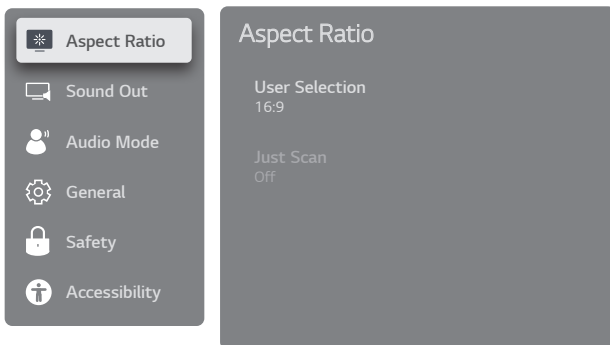 Aspect Ratio
Sound Out
Audio Mode
General
Safety
Accessibility
Aspect Ratio
User Selection
16:9
Just Scan
Off